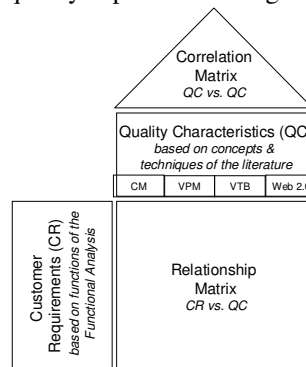 Correlation
Matrix
QC vs. QC
Quality Characteristics (QC
based on concepts &
techniques of the literature
CM VPM VTB Web 2.0
Customer
Requirements (CR)
based on functions of the
Functional Analysis
Relationship
Matrix
CR vs. QC